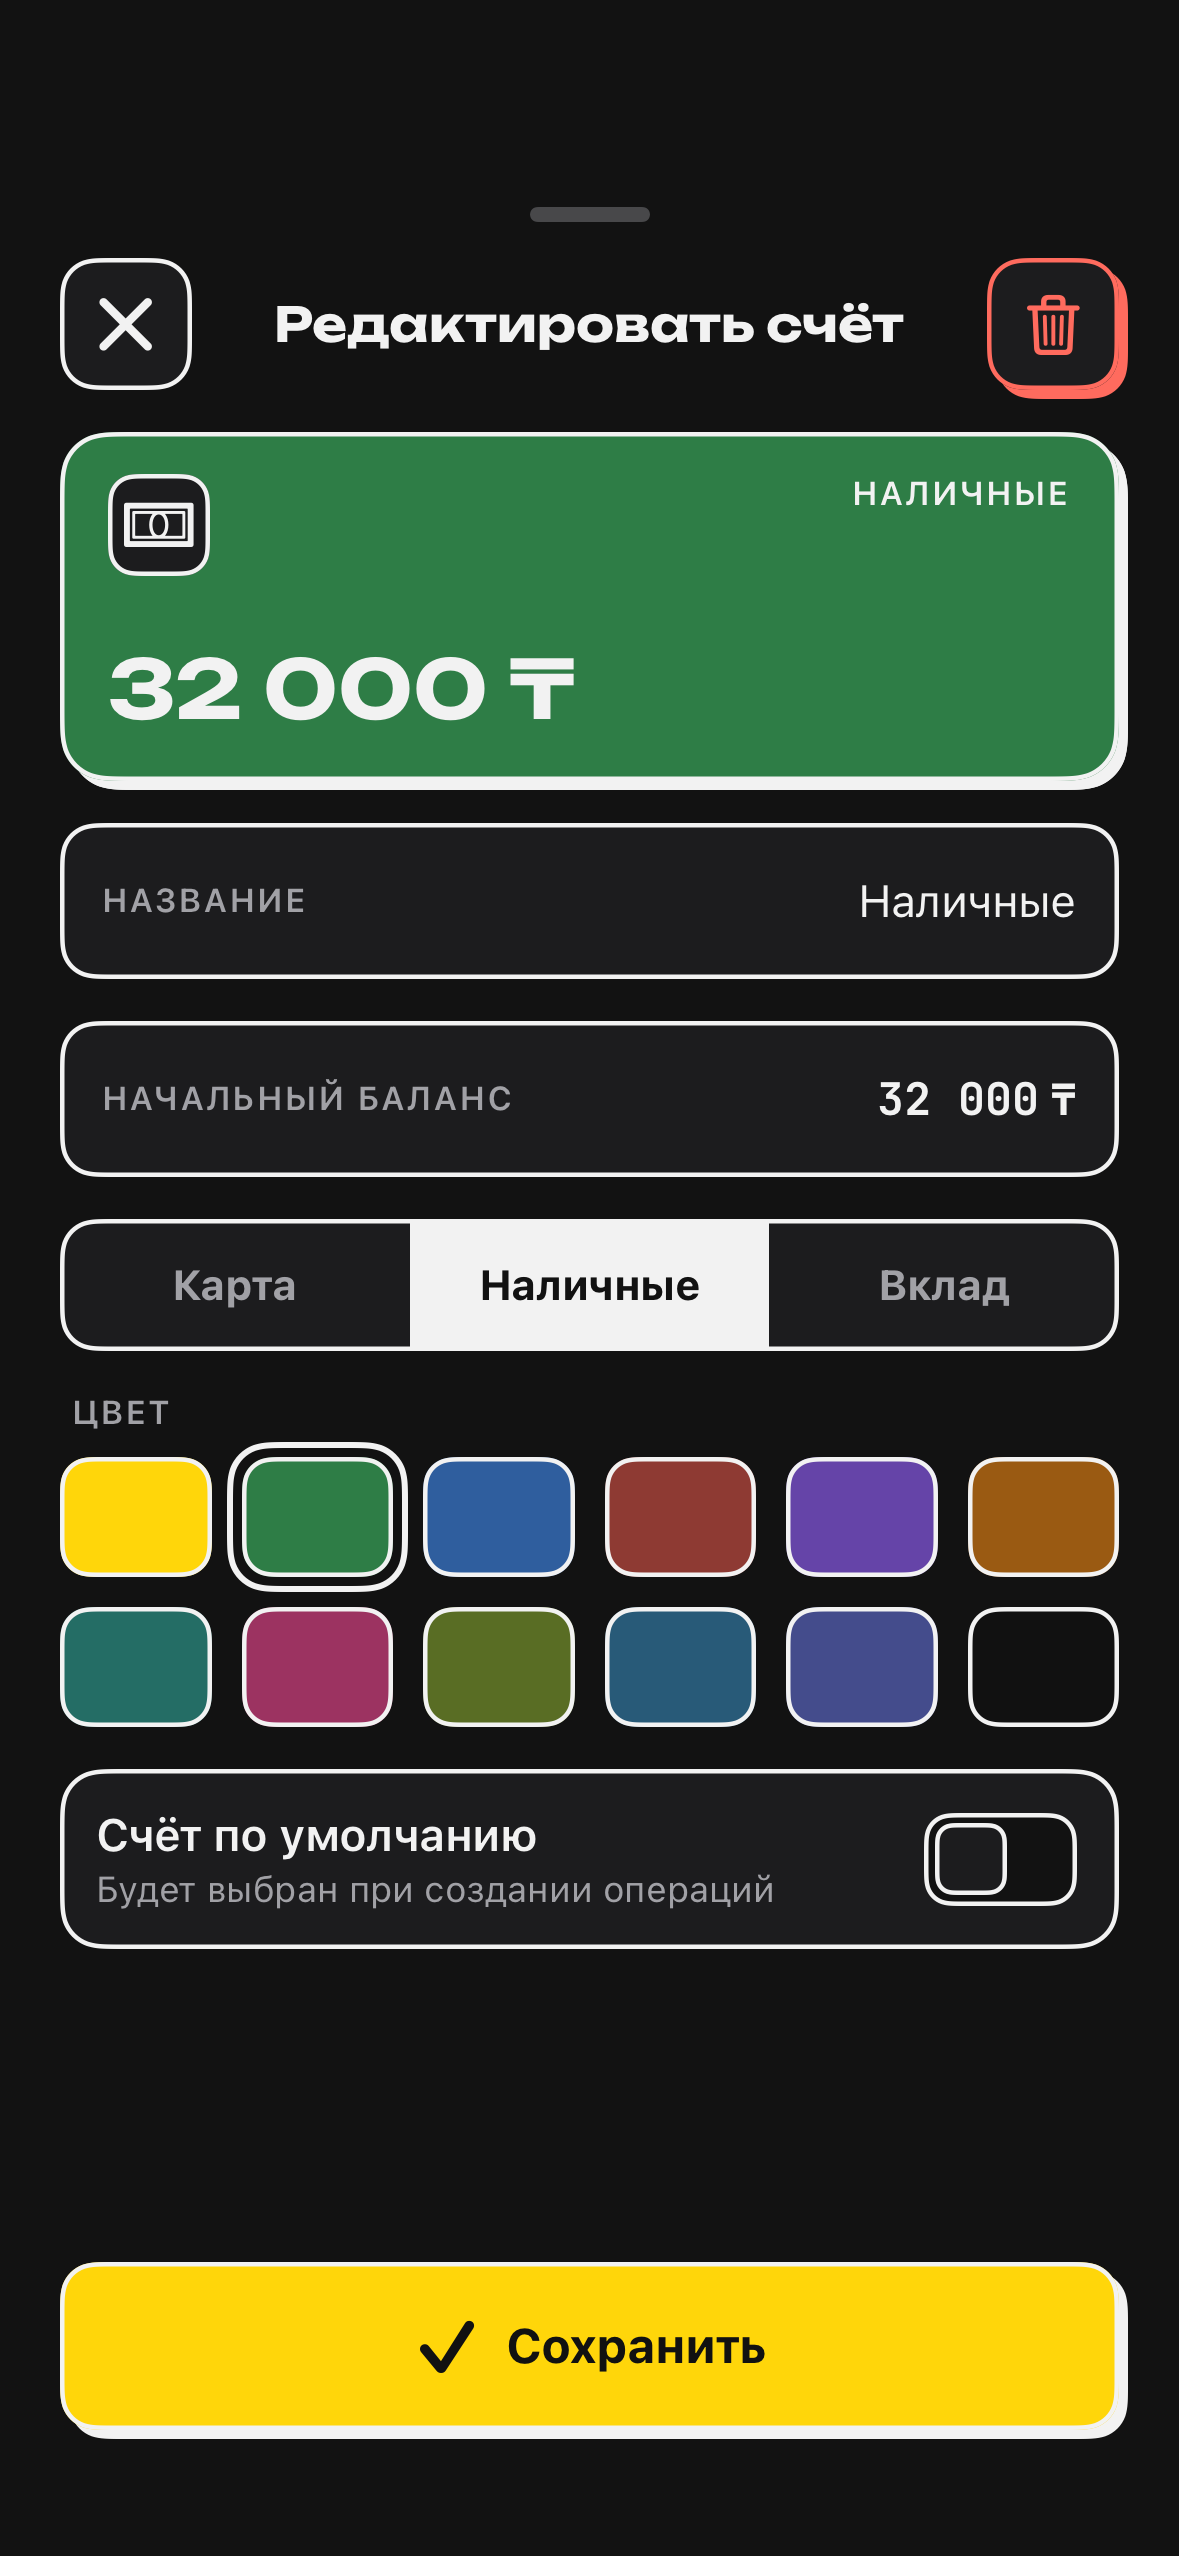 Редактировать счёт
НАЛИЧНЫЕ
32 000 ₸
НАЗВАНИЕ Наличные
НАЧАЛЬНЫЙ БАЛАНС 32 000 ₸
Карта Наличные Вклад
ЦВЕТ
Счёт по умолчанию
Будет выбран при создании операций
Сохранить